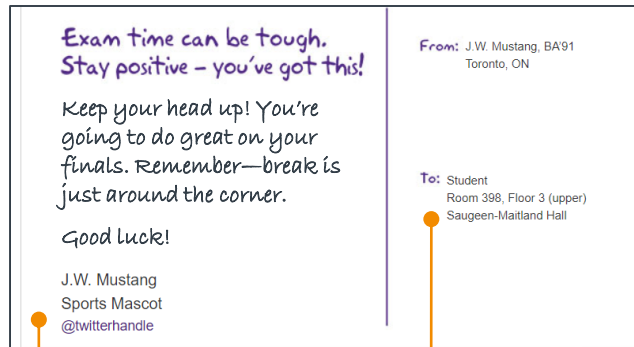 Exam time can be tough.
Stay positive – you've got this!
Keep your head up! You're
going to do great on your
finals. Remember—break is
just around the corner.
Good luck!
J.W. Mustang
Sports Mascot
@twitterhandle
From: J.W. Mustang, BA'91
Toronto, ON
To: Student
Room 398, Floor 3 (upper)
Saugeen-Maitland Hall